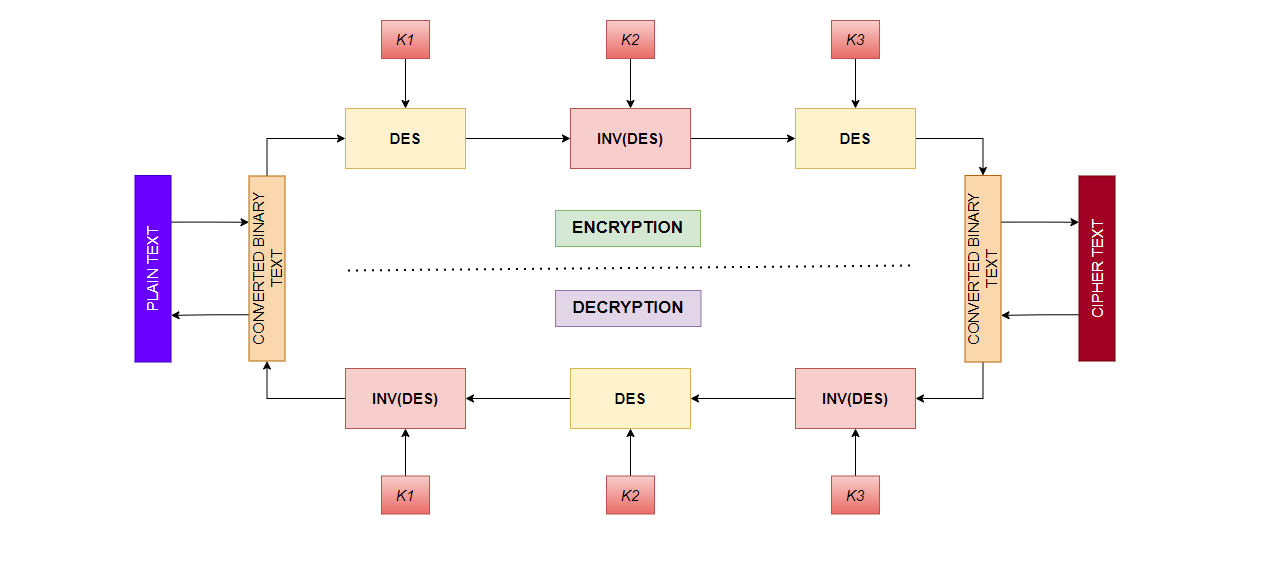 K1
K2
K3
DES
INV(DES)
DES
PLAIN TEXT
CONVERTED BINARY
TEXT
ENCRYPTION
DECRYPTION
CONVERTED BINARY
TEXT
CIPHER TEXT
INV(DES)
DES
INV(DES)
K1
K2
K3